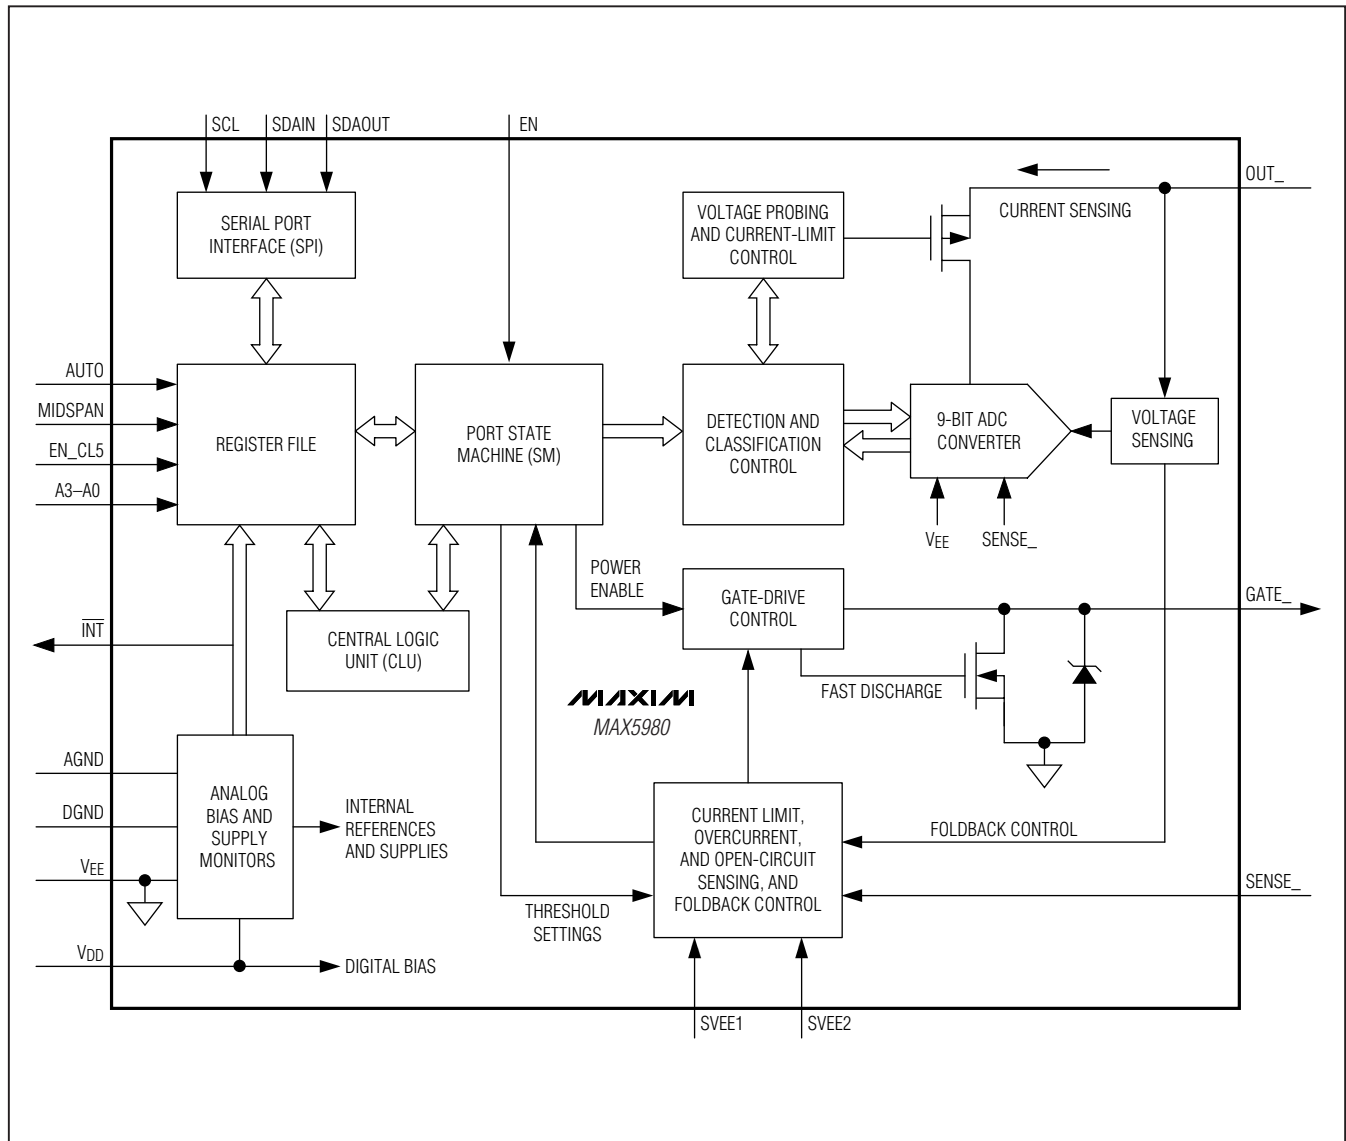 SCL
SDAIN
SDAOUT
EN
SERIAL PORT
INTERFACE (SPI)
VOLTAGE PROBING
AND CURRENT-LIMIT
CONTROL
CURRENT SENSING
OUT_
AUTO
MIDSPAN
EN_CL5
A3–A0
REGISTER FILE
PORT STATE
MACHINE (SM)
DETECTION AND
CLASSIFICATION
CONTROL
9-BIT ADC
CONVERTER
VOLTAGE
SENSING
VEE
SENSE_
POWER
ENABLE
GATE-DRIVE
CONTROL
GATE_
INT
CENTRAL LOGIC
UNIT (CLU)
FAST DISCHARGE
MAXIM
MAX5980
AGND
DGND
VEE
VDD
ANALOG
BIAS AND
SUPPLY
MONITORS
INTERNAL
REFERENCES
AND SUPPLIES
DIGITAL BIAS
THRESHOLD
SETTINGS
CURRENT LIMIT,
OVERCURRENT,
AND OPEN-CIRCUIT
SENSING, AND
FOLDBACK CONTROL
FOLDBACK CONTROL
SENSE_
SVEE1
SVEE2